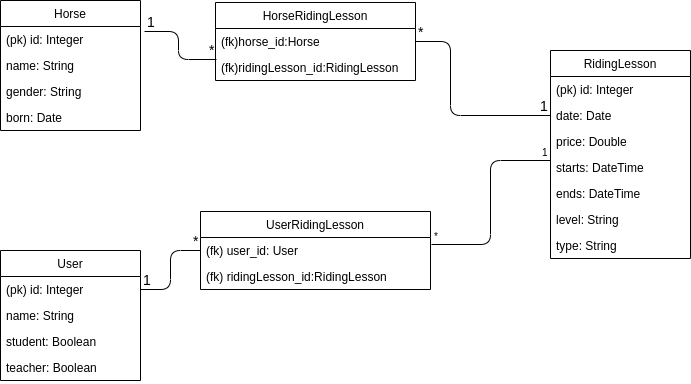 Horse
(pk) id: Integer
name: String
gender: String
born: Date
1
*
HorseRidingLesson
(fk)horse_id:Horse
(fk)ridingLesson_id:RidingLesson
*
1
RidingLesson
(pk) id: Integer
date: Date
price: Double
starts: DateTime
ends: DateTime
level: String
type: String
1
*
UserRidingLesson
(fk) user_id: User
(fk) ridingLesson_id:RidingLesson
*
1
User
(pk) id: Integer
name: String
student: Boolean
teacher: Boolean